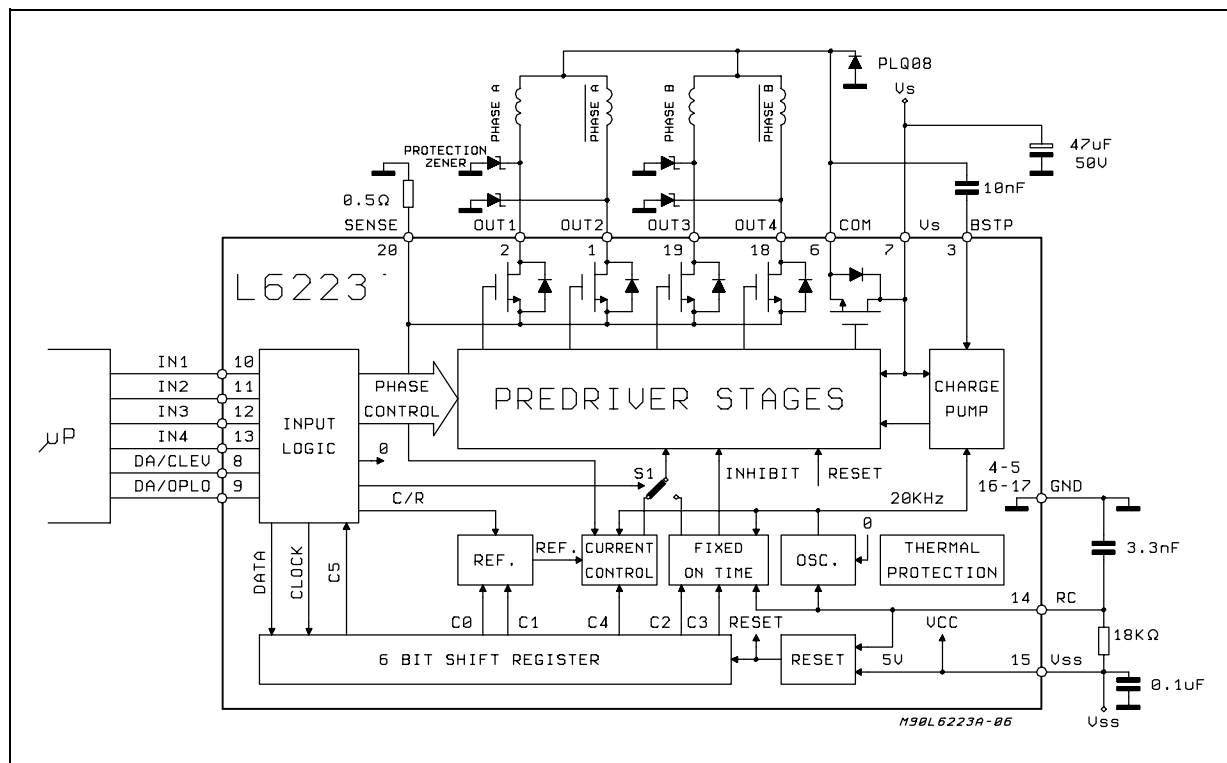 PLQ08
Vs
PHASE A
PHASE A
PHASE B
PHASE B
47uF
50V
PROTECTION
ZENER
10nF
0.5Ω
SENSE
OUT1
OUT2
OUT3
OUT4
COM
Vs
BSTP
20
2
1
19
18
6
7
3
L6223
IN1
10
IN2
11
IN3
12
IN4
13
DA/CLEV
8
DA/OPLO
9
µP
INPUT
LOGIC
PHASE
CONTROL
PREDRIVER STAGES
CHARGE
PUMP
0
S1
INHIBIT
RESET
4-5
16-17
GND
C/R
20KHz
0
REF.
REF.
CURRENT
CONTROL
FIXED
ON TIME
OSC.
THERMAL
PROTECTION
3.3nF
DATA
CLOCK
C5
14
RC
C0
C1
C4
C2
C3
RESET
VCC
18KΩ
6 BIT SHIFT REGISTER
RESET
5V
15
Vss
0.1uF
Vss
M90L6223A-06